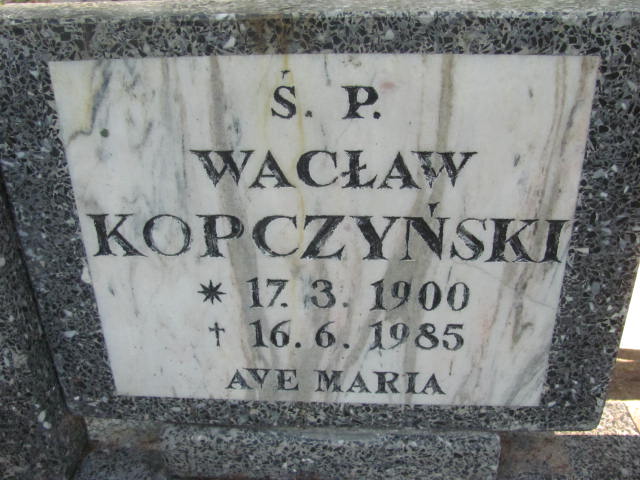 Ś. P.
WACŁAW
KOPCZYŃSKI
* 17. 3. 1900
† 16. 6. 1985
AVE MARIA